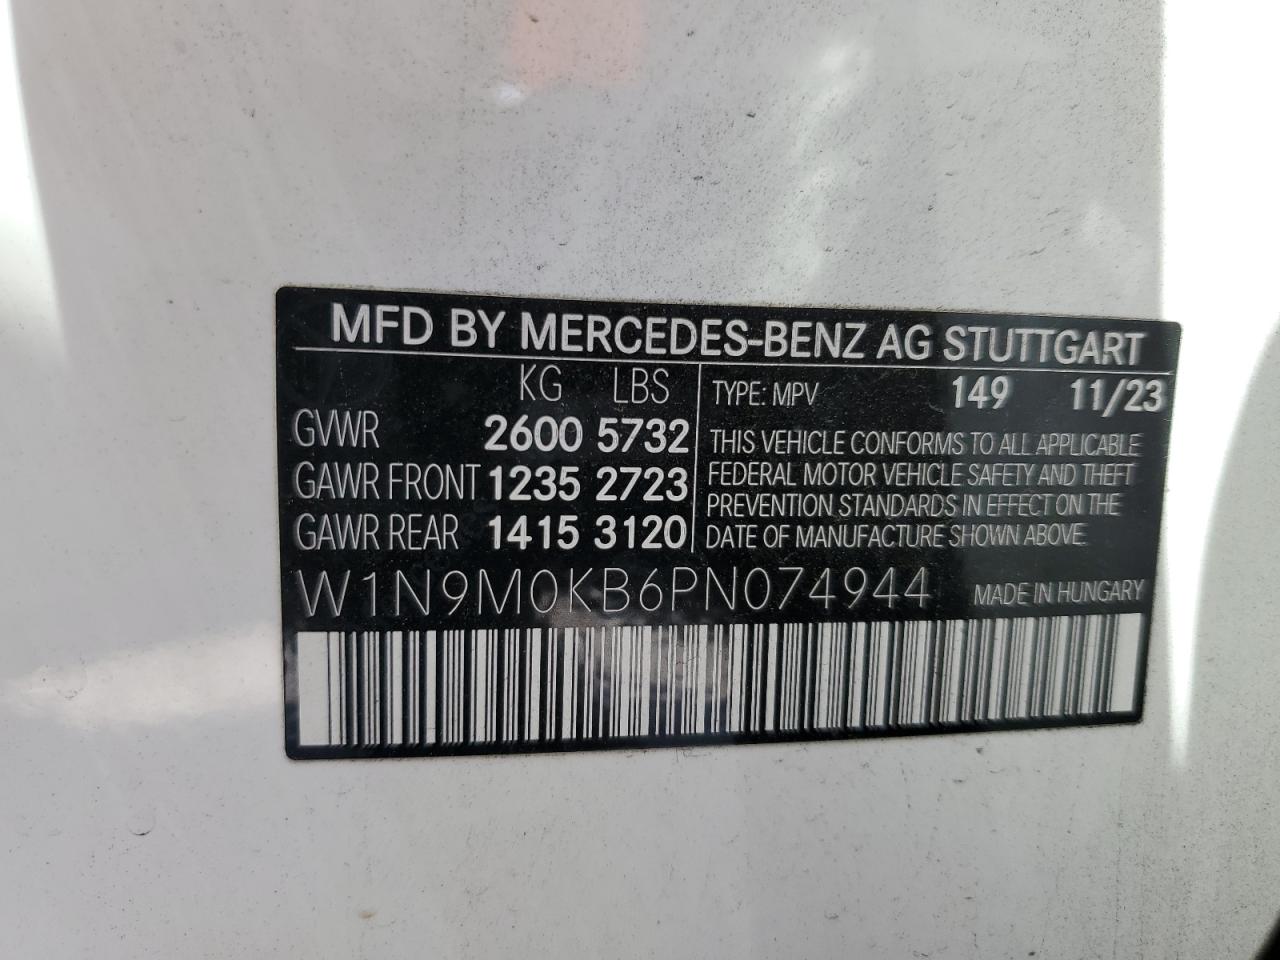 MFD BY MERCEDES-BENZ AG STUTTGART
KG LBS
GVWR 2600 5732
GAWR FRONT 1235 2723
GAWR REAR 1415 3120
TYPE: MPV 149 11/23
THIS VEHICLE CONFORMS TO ALL APPLICABLE
FEDERAL MOTOR VEHICLE SAFETY AND THEFT
PREVENTION STANDARDS IN EFFECT ON THE
DATE OF MANUFACTURE SHOWN ABOVE.
W1N9M0KB6PN074944 MADE IN HUNGARY